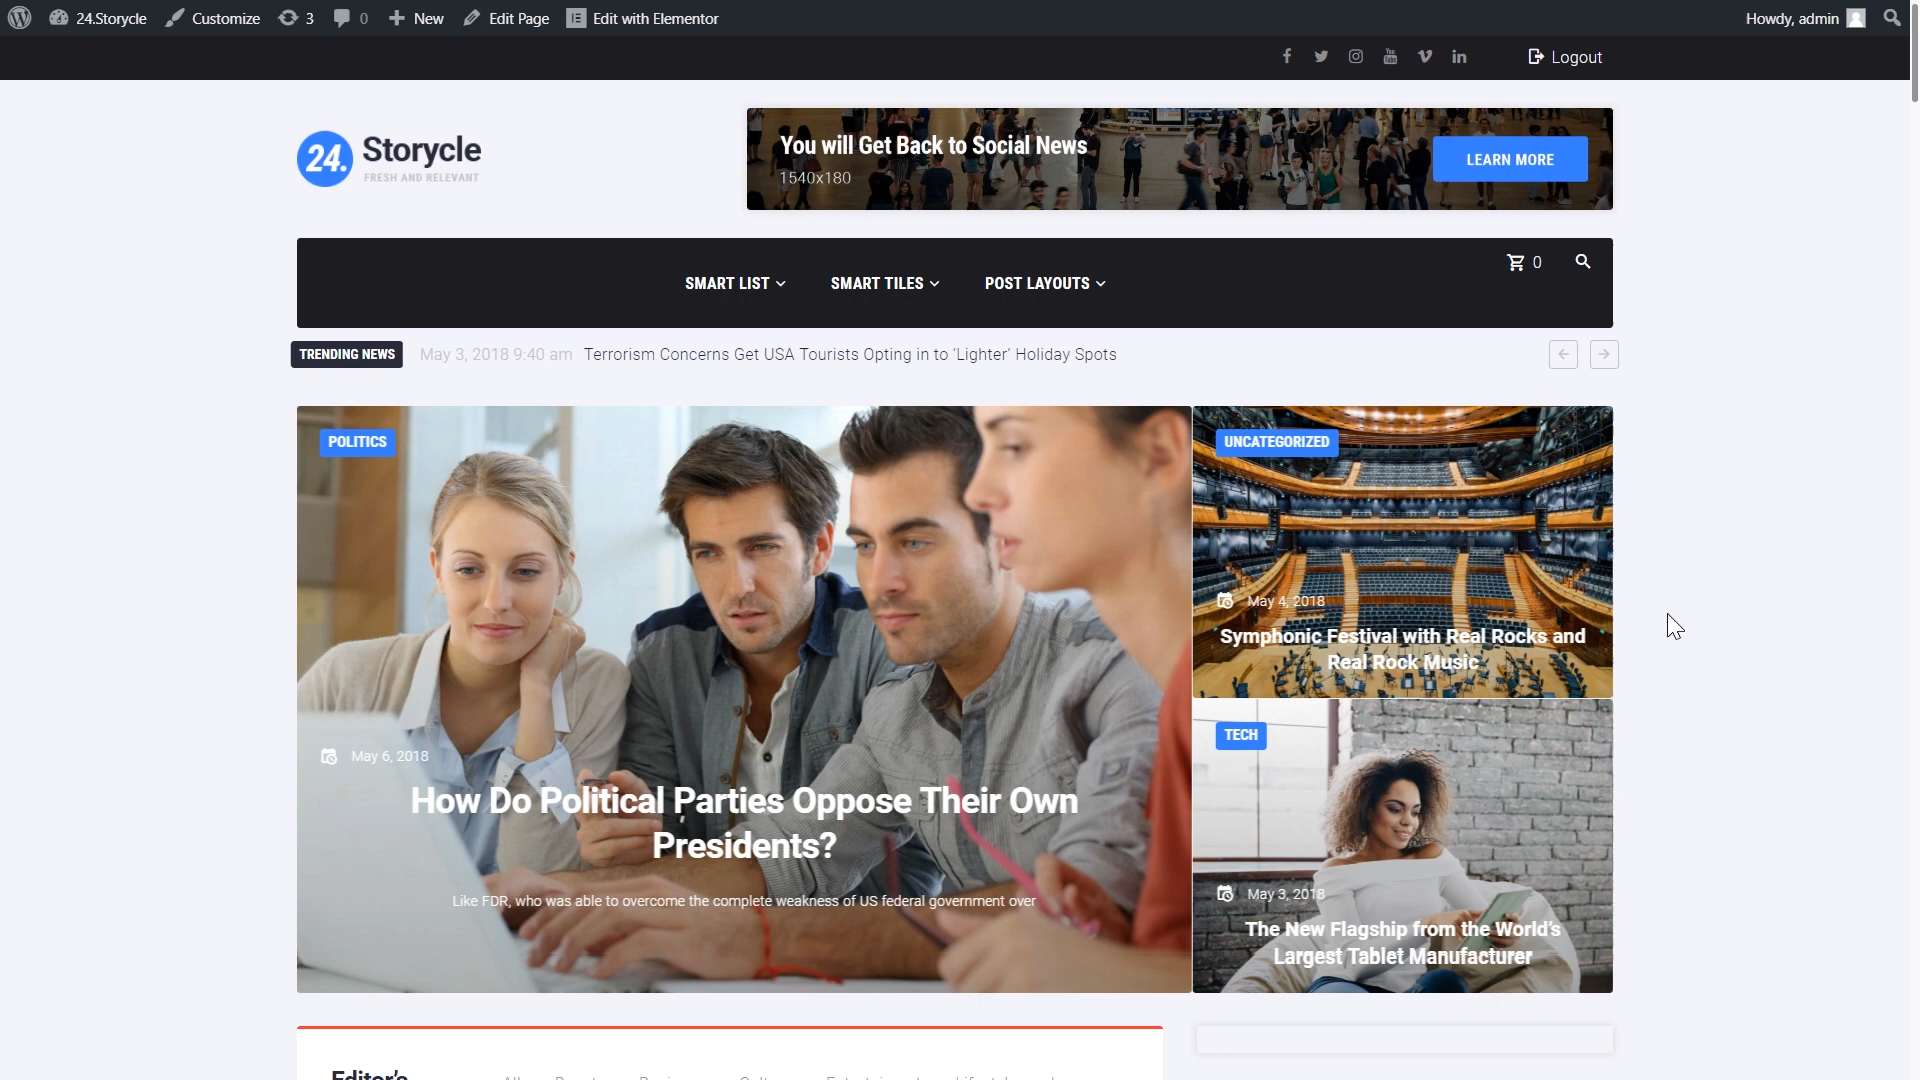 24.Storycle Customize 3 0 New Edit Page Edit with Elementor Howdy, admin
Logout
24. Storycle
FRESH AND RELEVANT
You will Get Back to Social News
1540x180
LEARN MORE
SMART LIST SMART TILES POST LAYOUTS 0
TRENDING NEWS May 3, 2018 9:40 am Terrorism Concerns Get USA Tourists Opting in to ‘Lighter’ Holiday Spots
POLITICS
May 6, 2018
How Do Political Parties Oppose Their Own
Presidents?
Like FDR, who was able to overcome the complete weakness of US federal government over
UNCATEGORIZED
May 4, 2018
Symphonic Festival with Real Rocks and
Real Rock Music
TECH
May 3, 2018
The New Flagship from the World’s
Largest Tablet Manufacturer
Editor’s